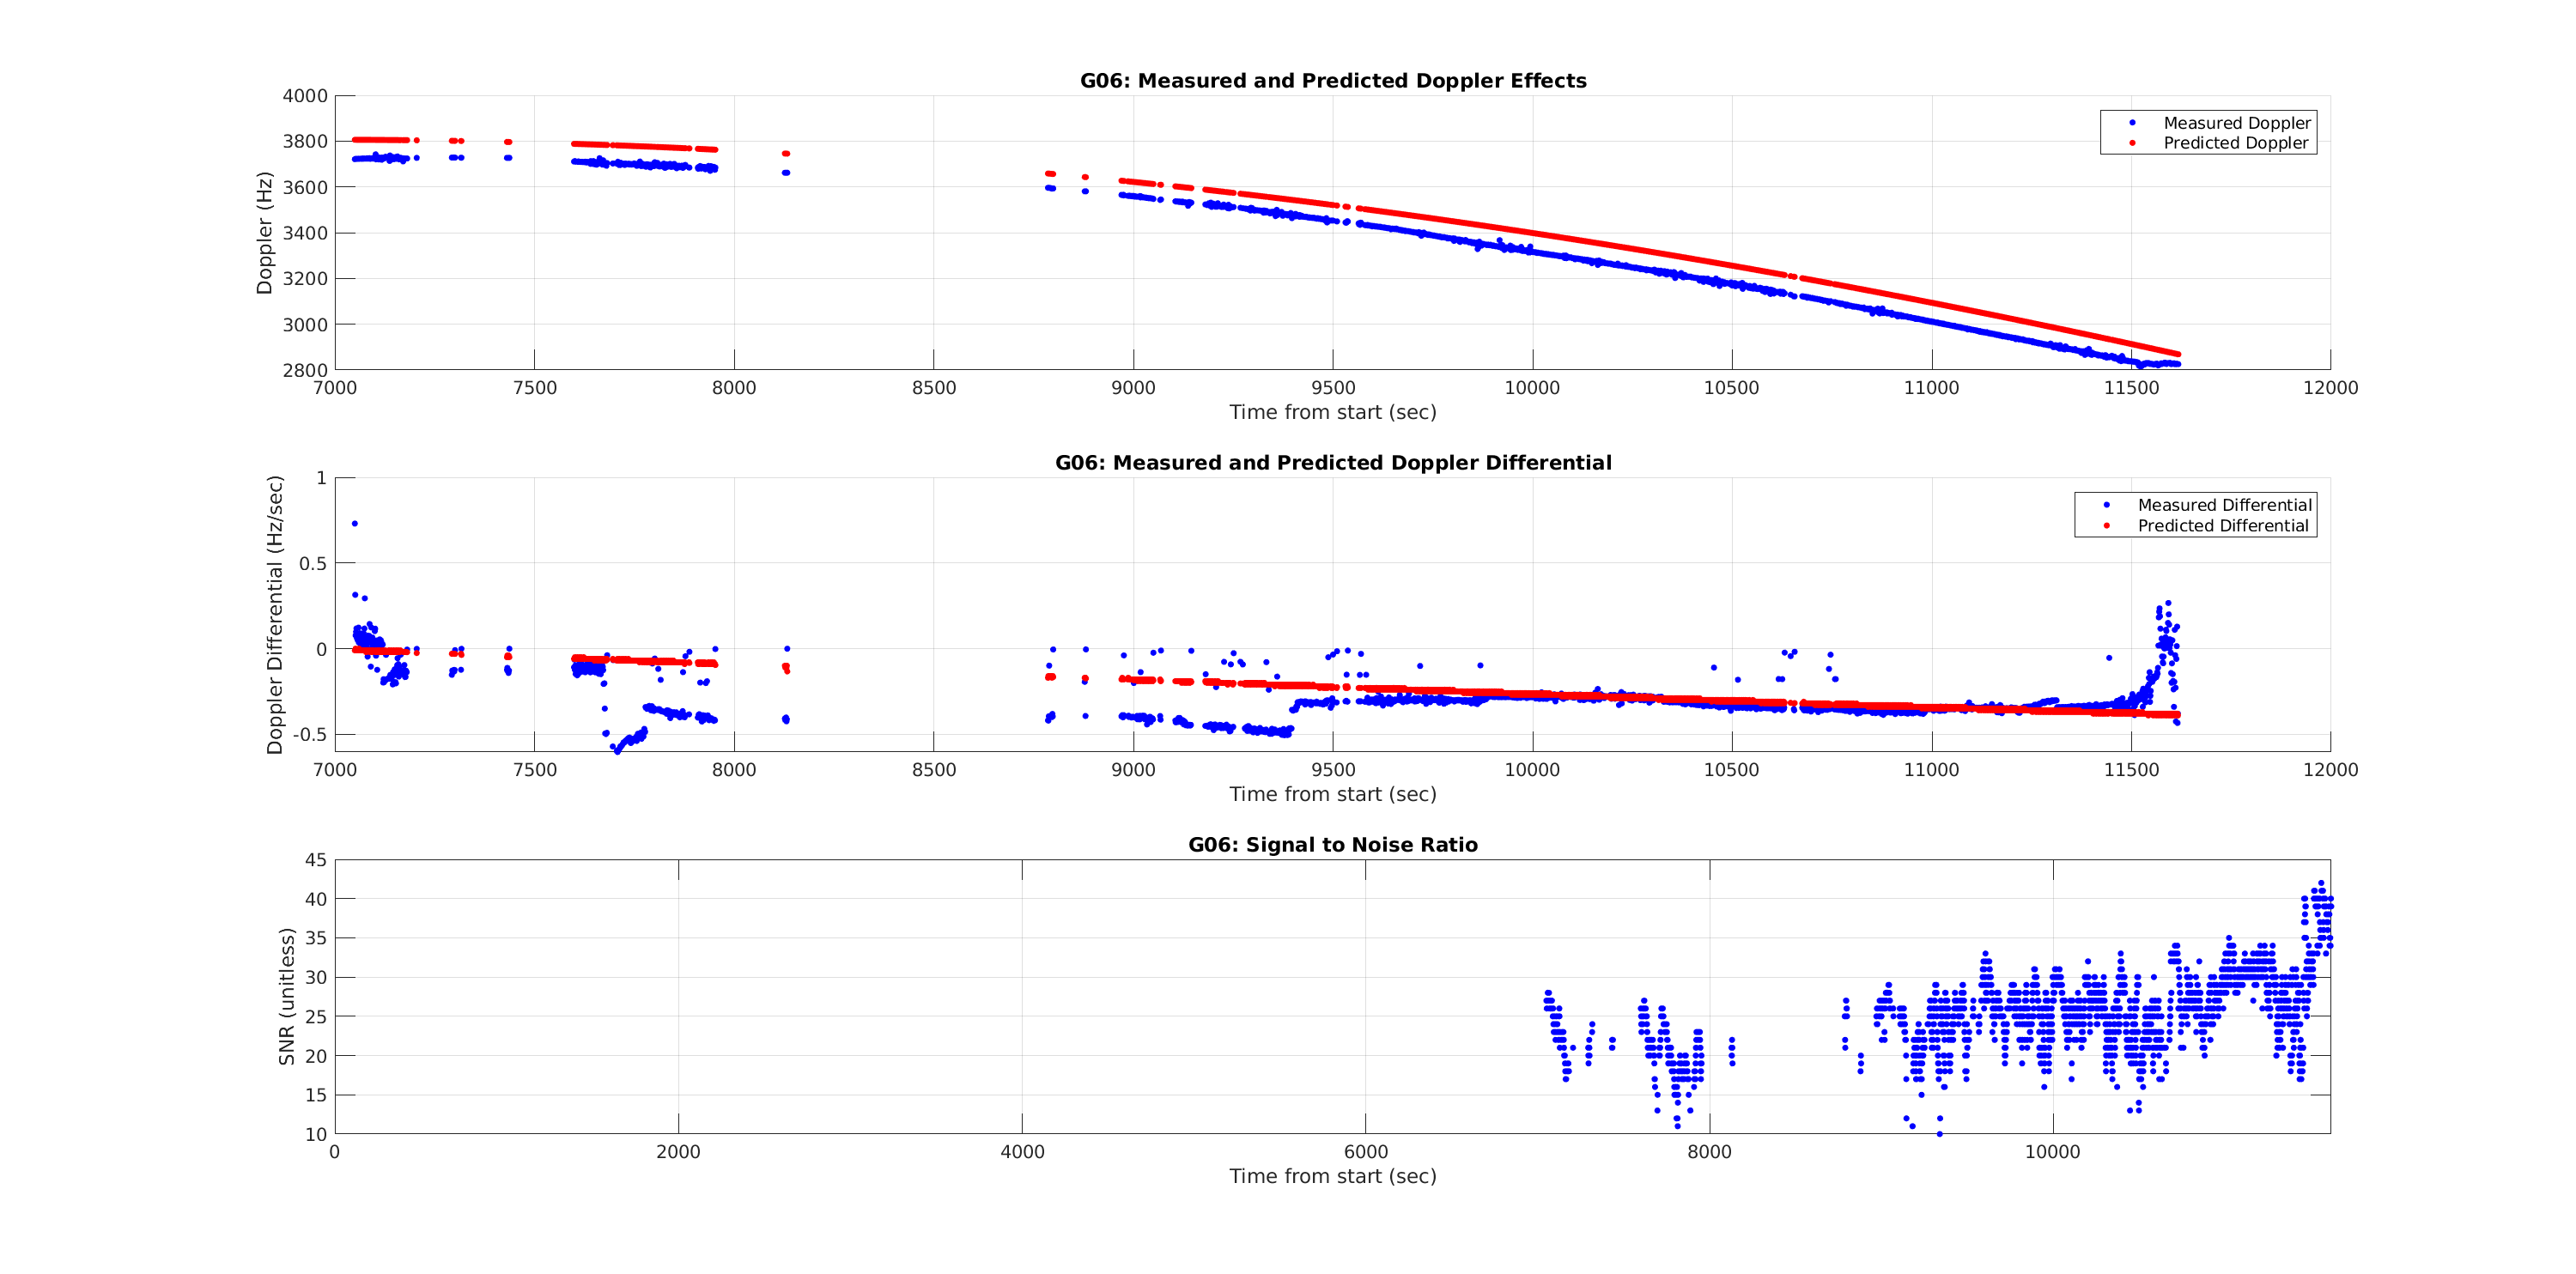 G06: Measured and Predicted Doppler Effects
4000
3800
3600
3400
3200
3000
2800
Doppler (Hz)
Measured Doppler
Predicted Doppler
7000 7500 8000 8500 9000 9500 10000 10500 11000 11500 12000
Time from start (sec)
G06: Measured and Predicted Doppler Differential
1
0.5
0
-0.5
Doppler Differential (Hz/sec)
Measured Differential
Predicted Differential
7000 7500 8000 8500 9000 9500 10000 10500 11000 11500 12000
Time from start (sec)
G06: Signal to Noise Ratio
45
40
35
30
25
20
15
10
SNR (unitless)
0 2000 4000 6000 8000 10000
Time from start (sec)